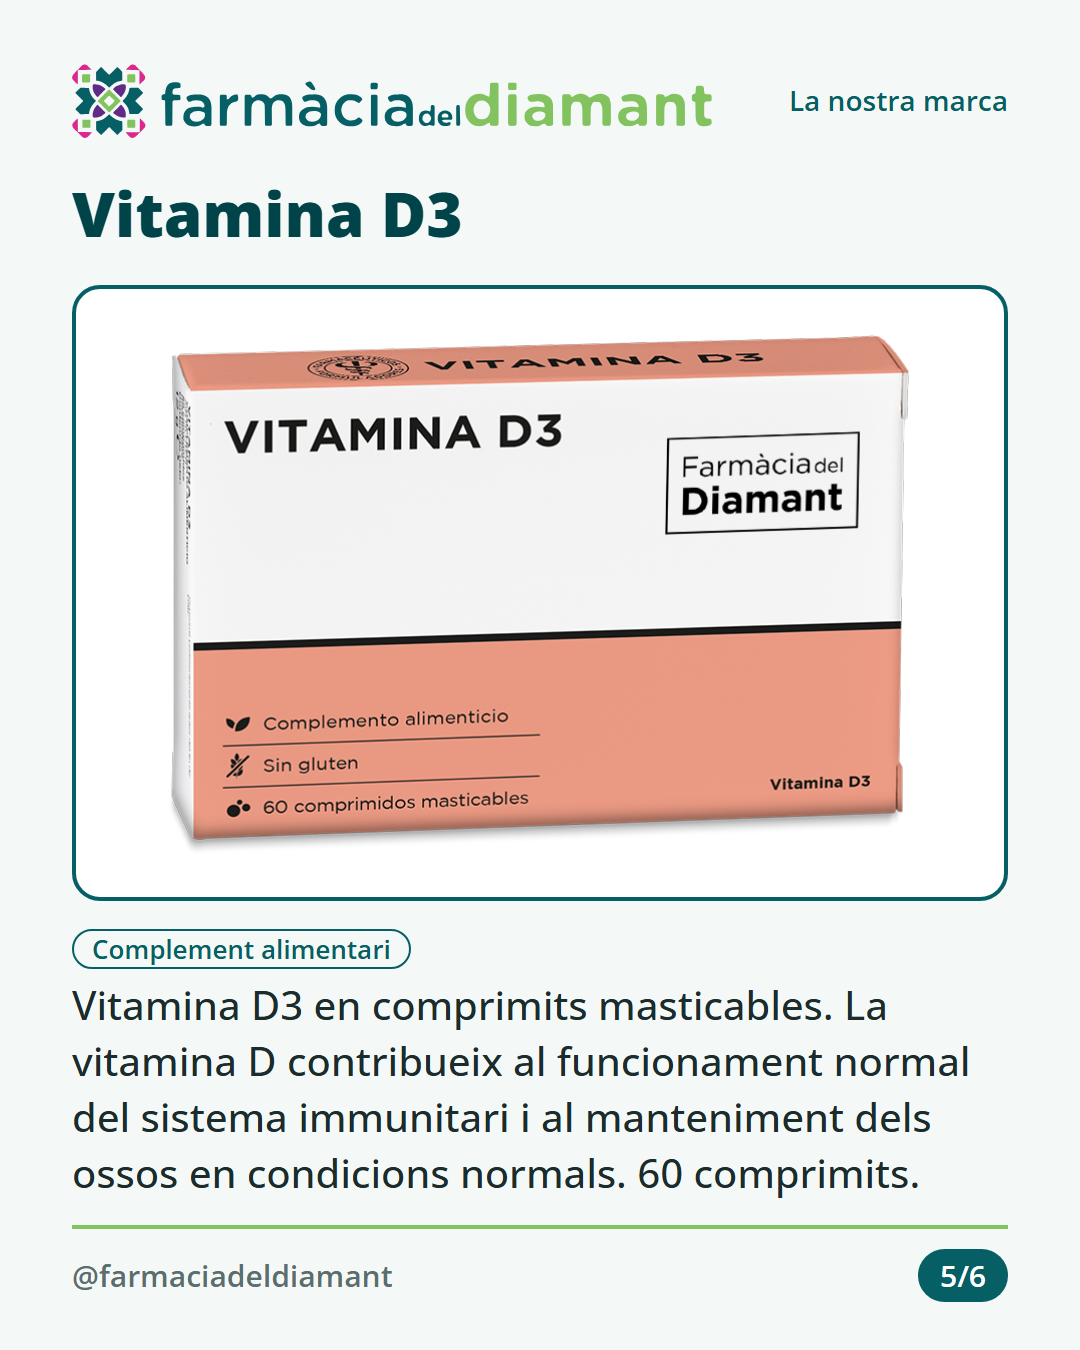 farmàciadeldiamant
La nostra marca
Vitamina D3
VITAMINA D3
VITAMINA D3
Farmàcia del
Diamant
Complemento alimenticio
Sin gluten
60 comprimidos masticables
Vitamina D3
Complement alimentari
Vitamina D3 en comprimits masticables. La
vitamina D contribueix al funcionament normal
del sistema immunitari i al manteniment dels
ossos en condicions normals. 60 comprimits.
@farmaciadeldiamant
5/6